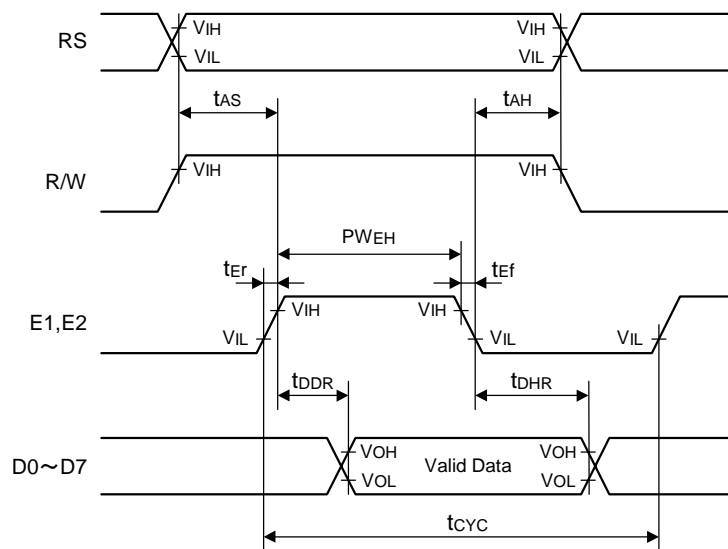 RS
VIH
VIH
VIL
VIL
tAS
tAH
R/W
VIH
VIH
PWEH
tEr
tEf
E1,E2
VIH
VIH
VIL
VIL
VIL
tDDR
tDHR
D0～D7
VOH
VOH
Valid Data
VOL
VOL
tCYC